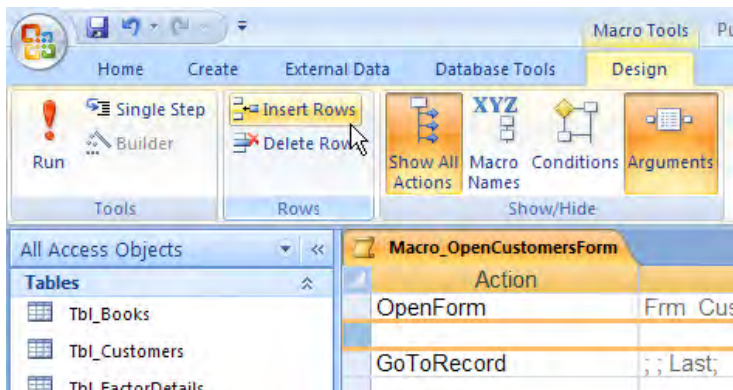 Macro Tools
Home Create External Data Database Tools Design
Run
Single Step
Builder
Tools
Insert Rows
Delete Row
Rows
Show All Actions
XYZ
Macro Names
Conditions
Arguments
Show/Hide
All Access Objects
Tables
Tbl_Books
Tbl_Customers
Tbl_FactorDetails
Macro_OpenCustomersForm
Action
OpenForm Frm_Cus
GoToRecord ; ; Last;